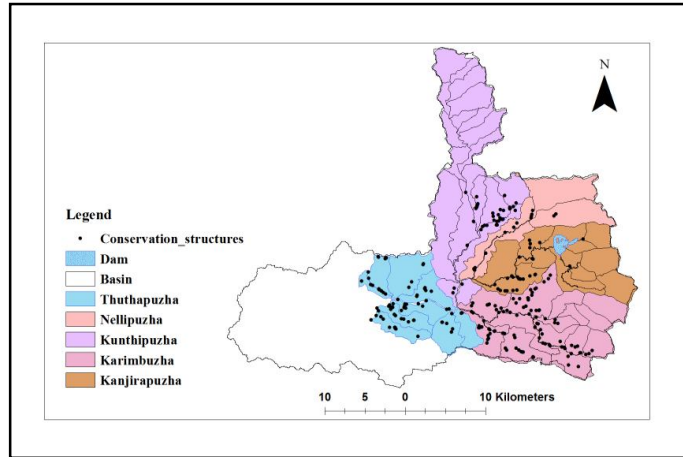 N
Legend
Conservation_structures
Dam
Basin
Thuthapuzha
Nellipuzha
Kunthipuzha
Karimbuzha
Kanjirapuzha
10 5 0 10 Kilometers